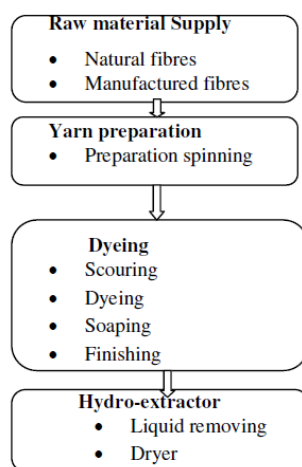 Raw material Supply
• Natural fibres
• Manufactured fibres
Yarn preparation
• Preparation spinning
Dyeing
• Scouring
• Dyeing
• Soaping
• Finishing
Hydro-extractor
• Liquid removing
• Dryer